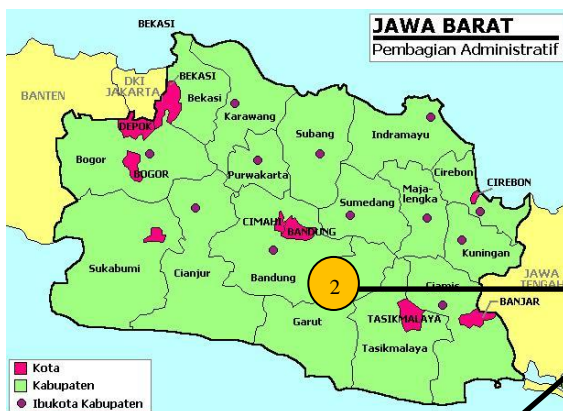 BEKASI
JAWA BARAT
Pembagian Administratif
DKI
JAKARTA
BANTEN
BEKASI
Bekasi
Karawang
DEPOK
Subang
Indramayu
Bogor
BOGOR
Purwakarta
Cirebon
CIREBON
Maja-
lengka
Sumedang
CIMAHI
BANDUNG
Kuningan
Sukabumi
Cianjur
Bandung
2
Ciamis
JAWA
TENGAH
BANJAR
Garut
TASIKMALAYA
Tasikmalaya
Kota
Kabupaten
Ibukota Kabupaten